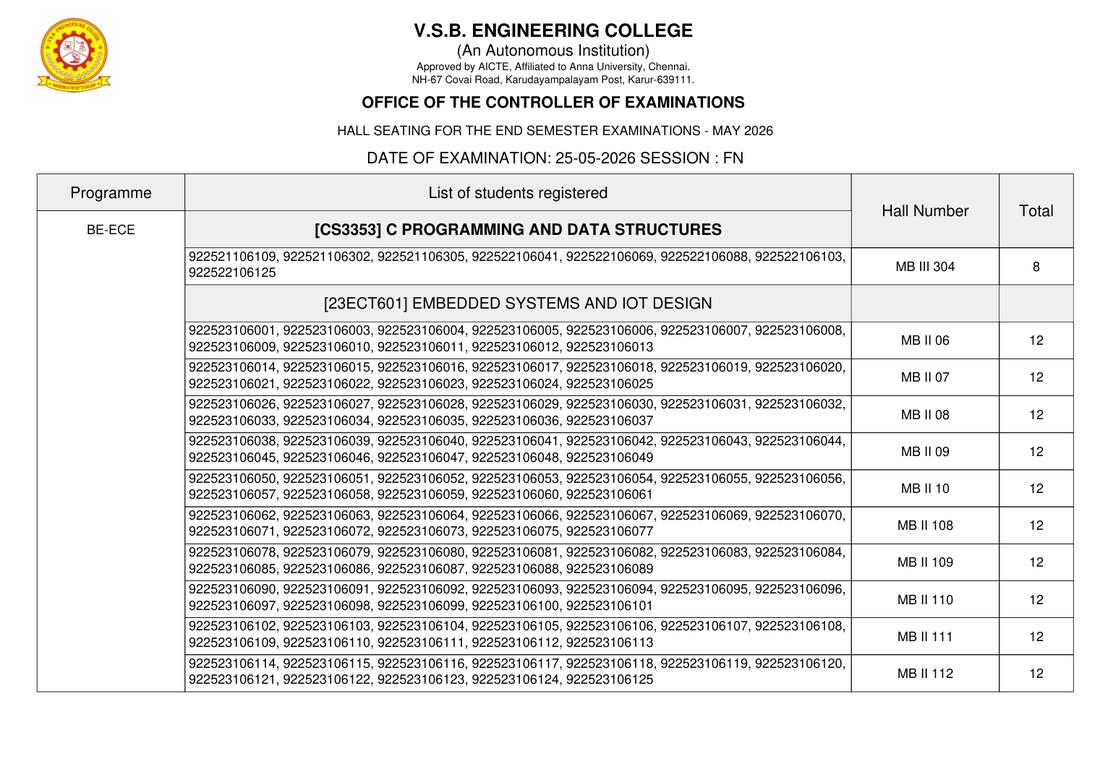 V.S.B. ENGINEERING COLLEGE
(An Autonomous Institution)
Approved by AICTE, Affiliated to Anna University, Chennai.
NH-67 Covai Road, Karudayampalayam Post, Karur-639111.
OFFICE OF THE CONTROLLER OF EXAMINATIONS
HALL SEATING FOR THE END SEMESTER EXAMINATIONS - MAY 2026
DATE OF EXAMINATION: 25-05-2026 SESSION : FN
Programme
List of students registered
Hall Number
Total
BE-ECE
[CS3353] C PROGRAMMING AND DATA STRUCTURES
922521106109, 922521106302, 922521106305, 922522106041, 922522106069, 922522106088, 922522106103,
922522106125
MB III 304
8
[23ECT601] EMBEDDED SYSTEMS AND IOT DESIGN
922523106001, 922523106003, 922523106004, 922523106005, 922523106006, 922523106007, 922523106008,
922523106009, 922523106010, 922523106011, 922523106012, 922523106013
MB II 06
12
922523106014, 922523106015, 922523106016, 922523106017, 922523106018, 922523106019, 922523106020,
922523106021, 922523106022, 922523106023, 922523106024, 922523106025
MB II 07
12
922523106026, 922523106027, 922523106028, 922523106029, 922523106030, 922523106031, 922523106032,
922523106033, 922523106034, 922523106035, 922523106036, 922523106037
MB II 08
12
922523106038, 922523106039, 922523106040, 922523106041, 922523106042, 922523106043, 922523106044,
922523106045, 922523106046, 922523106047, 922523106048, 922523106049
MB II 09
12
922523106050, 922523106051, 922523106052, 922523106053, 922523106054, 922523106055, 922523106056,
922523106057, 922523106058, 922523106059, 922523106060, 922523106061
MB II 10
12
922523106062, 922523106063, 922523106064, 922523106066, 922523106067, 922523106069, 922523106070,
922523106071, 922523106072, 922523106073, 922523106075, 922523106077
MB II 108
12
922523106078, 922523106079, 922523106080, 922523106081, 922523106082, 922523106083, 922523106084,
922523106085, 922523106086, 922523106087, 922523106088, 922523106089
MB II 109
12
922523106090, 922523106091, 922523106092, 922523106093, 922523106094, 922523106095, 922523106096,
922523106097, 922523106098, 922523106099, 922523106100, 922523106101
MB II 110
12
922523106102, 922523106103, 922523106104, 922523106105, 922523106106, 922523106107, 922523106108,
922523106109, 922523106110, 922523106111, 922523106112, 922523106113
MB II 111
12
922523106114, 922523106115, 922523106116, 922523106117, 922523106118, 922523106119, 922523106120,
922523106121, 922523106122, 922523106123, 922523106124, 922523106125
MB II 112
12